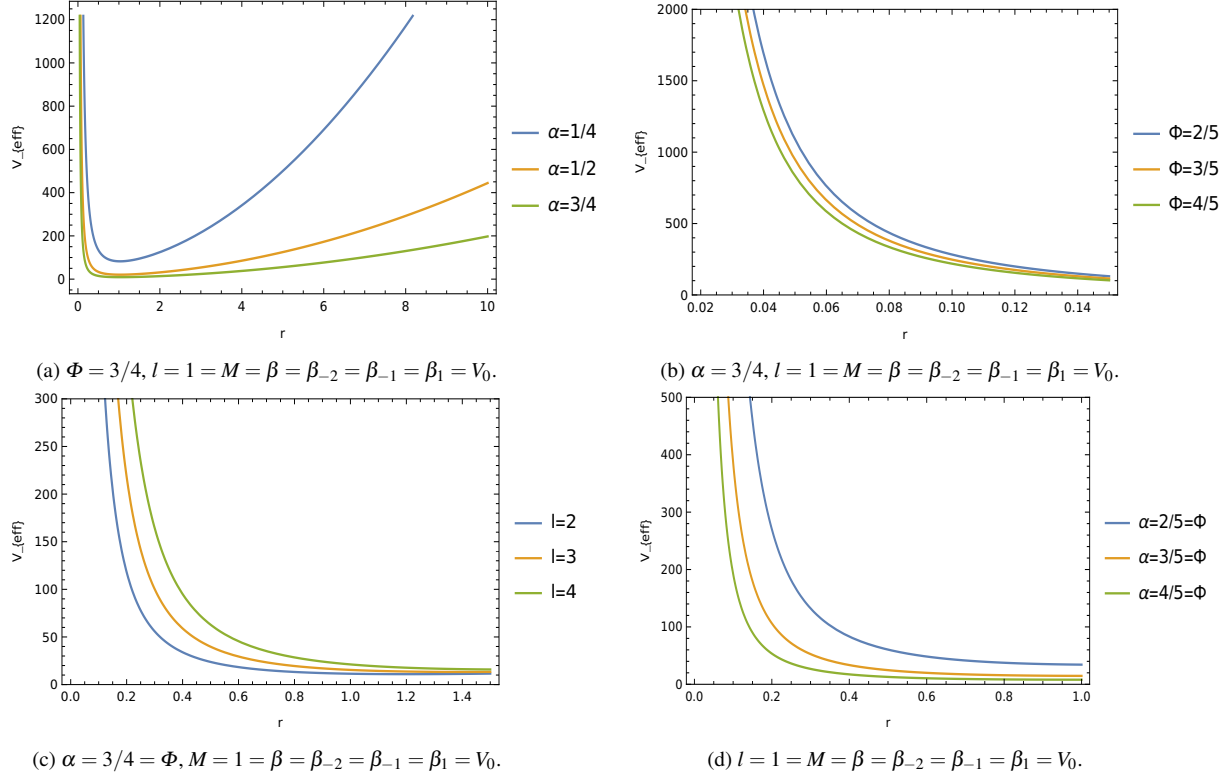 1200
1000
800
600
400
200
0
V_{eff}
0 2 4 6 8 10
r
α=1/4
α=1/2
α=3/4
(a) Φ = 3/4, l = 1 = M = β = β₋₂ = β₋₁ = β₁ = V₀.
2000
1500
1000
500
0
V_{eff}
0.02 0.04 0.06 0.08 0.10 0.12 0.14
r
Φ=2/5
Φ=3/5
Φ=4/5
(b) α = 3/4, l = 1 = M = β = β₋₂ = β₋₁ = β₁ = V₀.
300
250
200
150
100
50
0
V_{eff}
0.0 0.2 0.4 0.6 0.8 1.0 1.2 1.4
r
l=2
l=3
l=4
(c) α = 3/4 = Φ, M = 1 = β = β₋₂ = β₋₁ = β₁ = V₀.
500
400
300
200
100
0
V_{eff}
0.0 0.2 0.4 0.6 0.8 1.0
r
α=2/5=Φ
α=3/5=Φ
α=4/5=Φ
(d) l = 1 = M = β = β₋₂ = β₋₁ = β₁ = V₀.